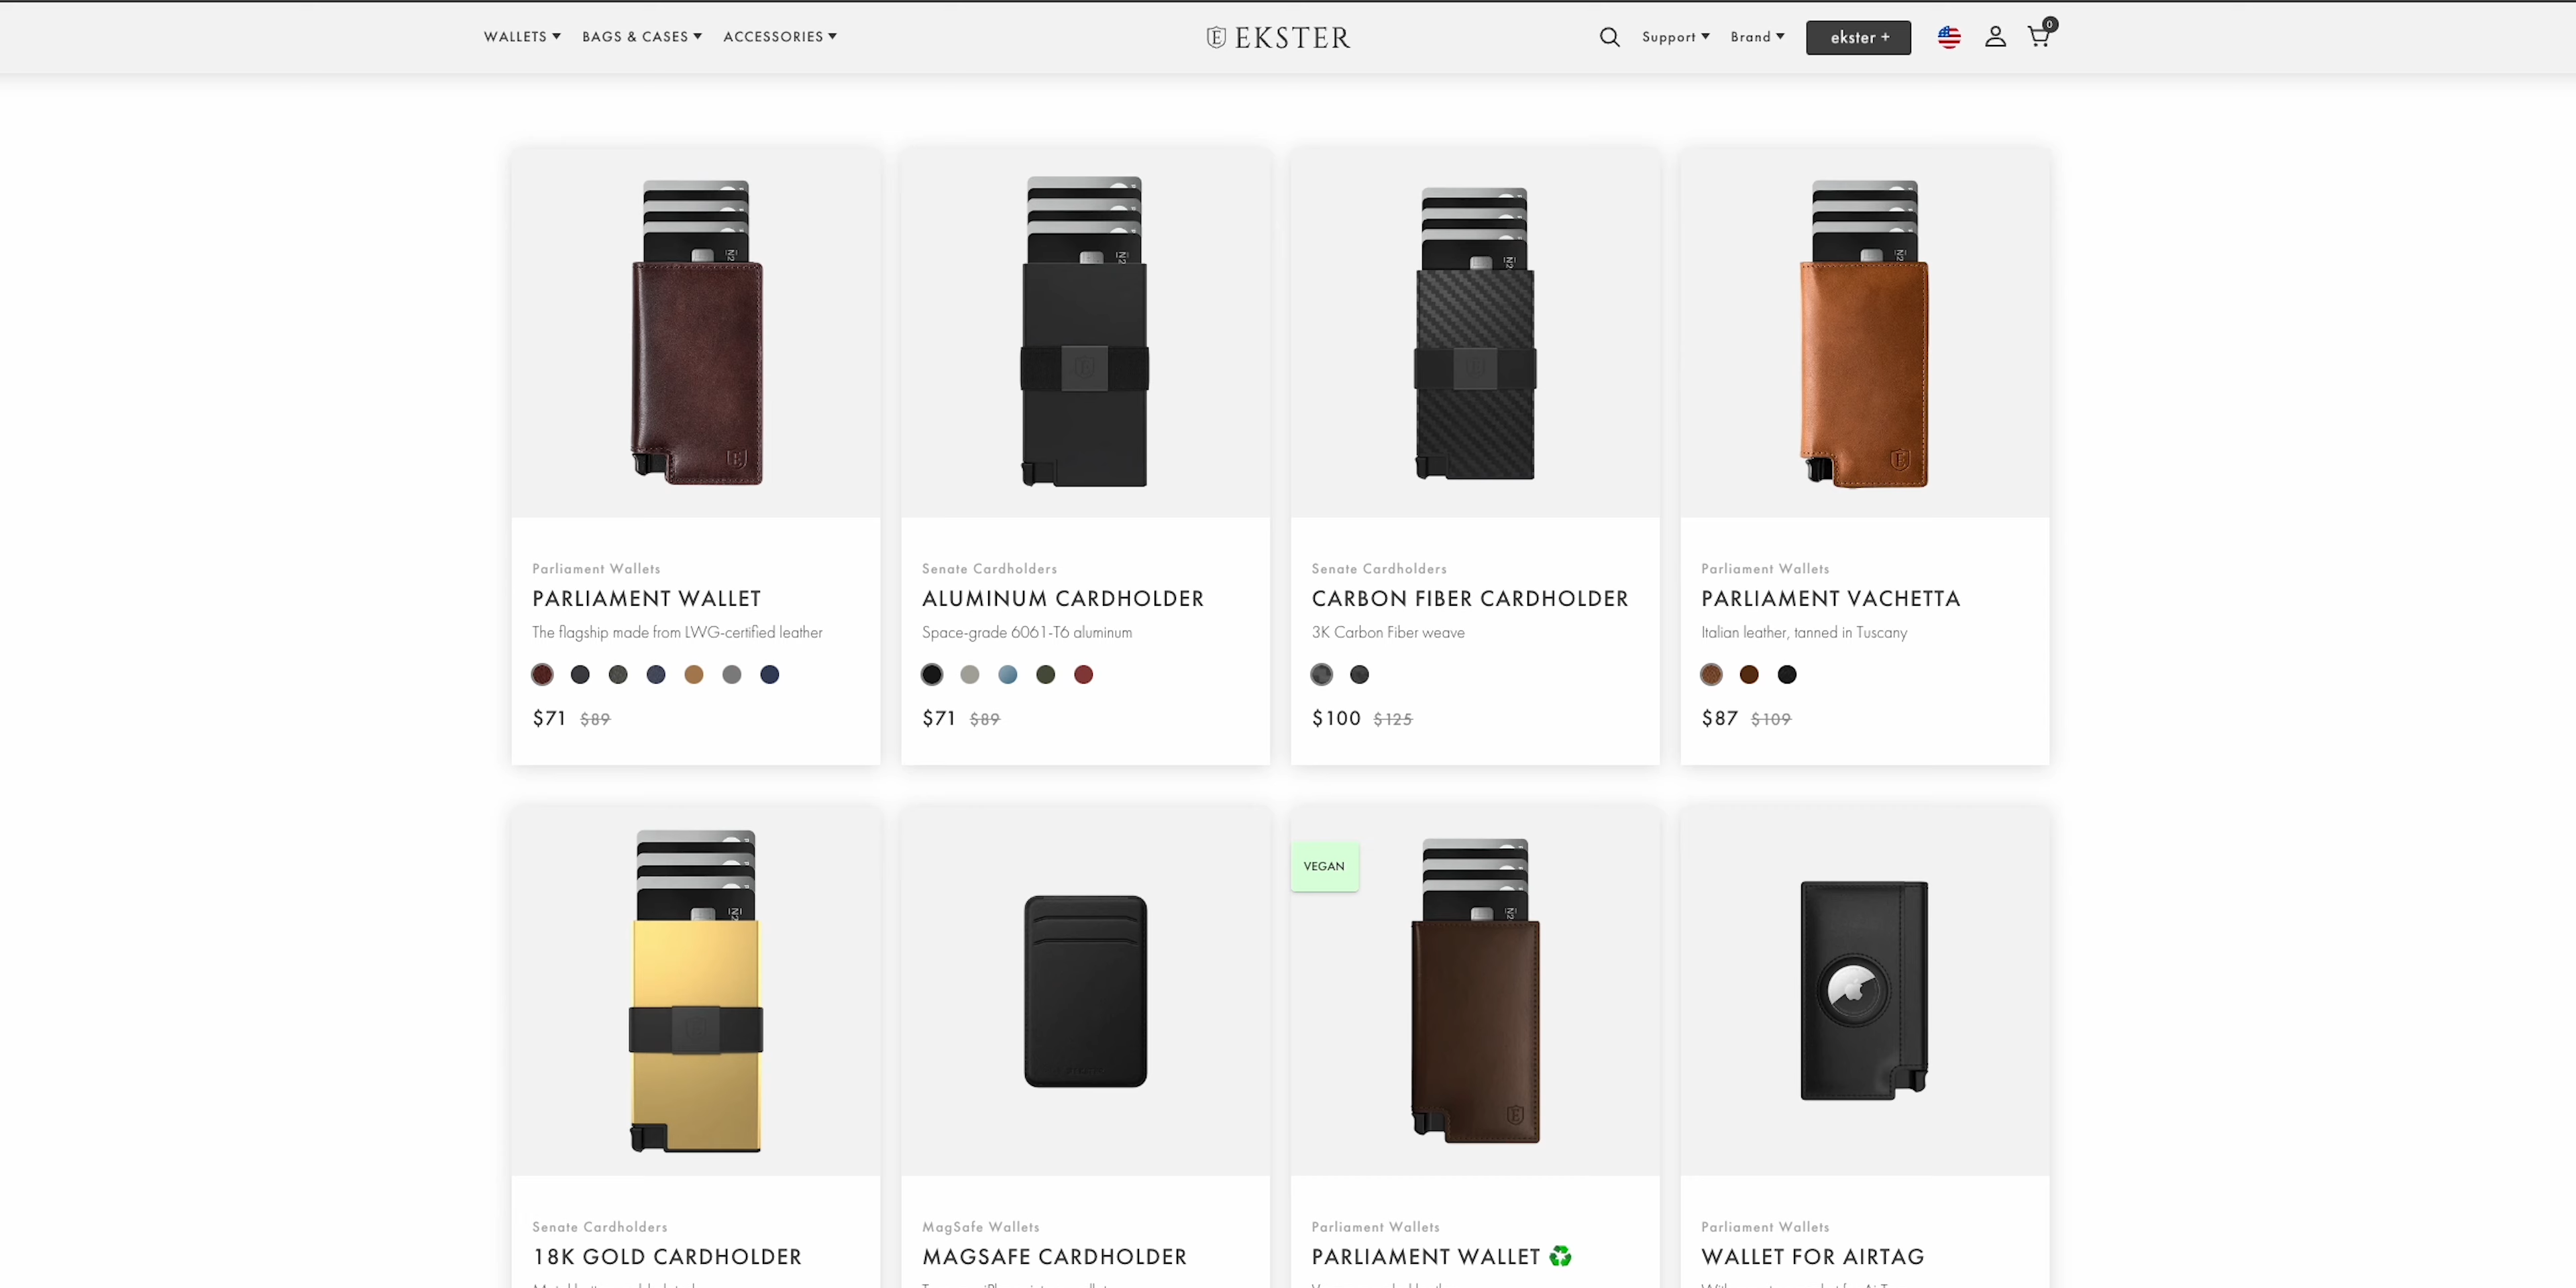 WALLETS BAGS & CASES ACCESSORIES EKSTER Support Brand ekster + 0
Parliament Wallets
PARLIAMENT WALLET
The flagship made from LWG-certified leather
$71 $89
Senate Cardholders
ALUMINUM CARDHOLDER
Space-grade 6061-T6 aluminum
$71 $89
Senate Cardholders
CARBON FIBER CARDHOLDER
3K Carbon Fiber weave
$100 $125
Parliament Wallets
PARLIAMENT VACHETTA
Italian leather, tanned in Tuscany
$87 $109
Senate Cardholders
18K GOLD CARDHOLDER
MagSafe Wallets
MAGSAFE CARDHOLDER
VEGAN
Parliament Wallets
PARLIAMENT WALLET ♻
Parliament Wallets
WALLET FOR AIRTAG